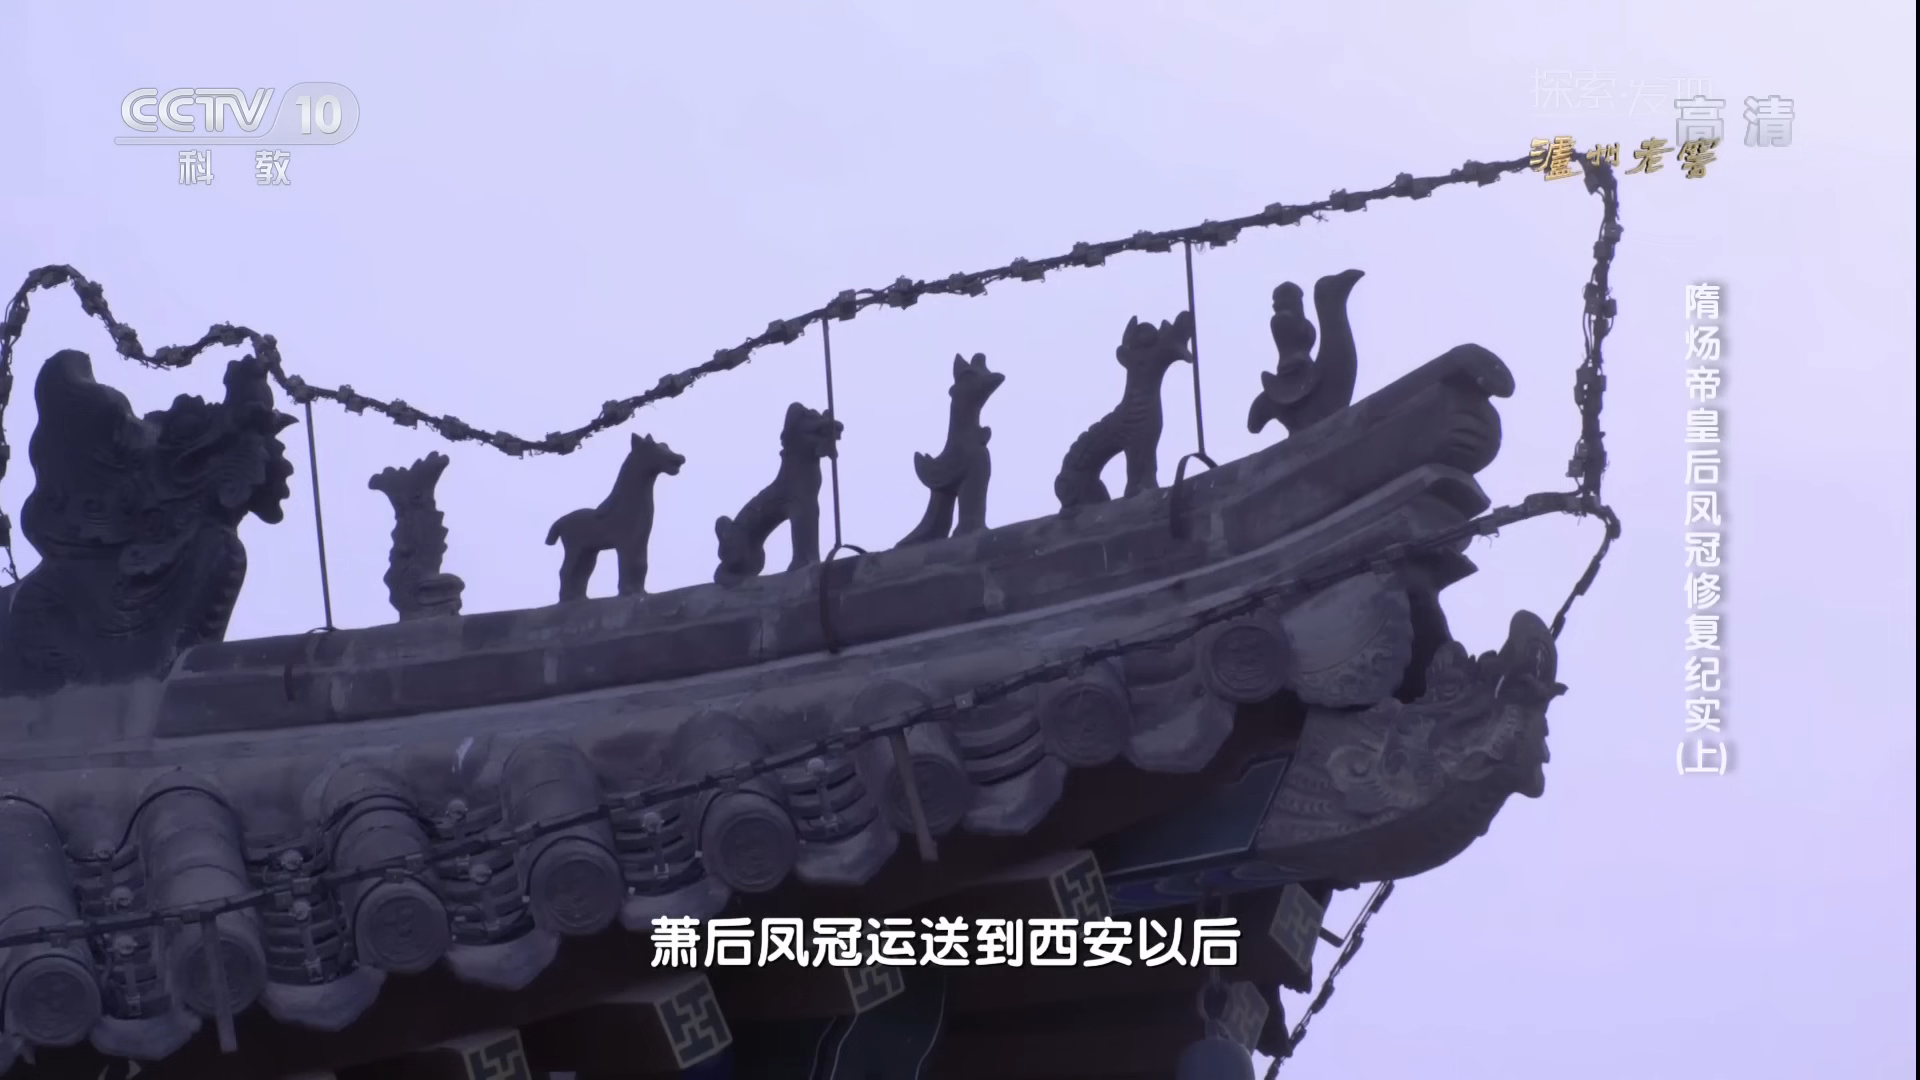 CCTV 10
科 教
探索·发现
高 清
泸州老窖
隋炀帝皇后凤冠修复纪实(上)
萧后凤冠运送到西安以后